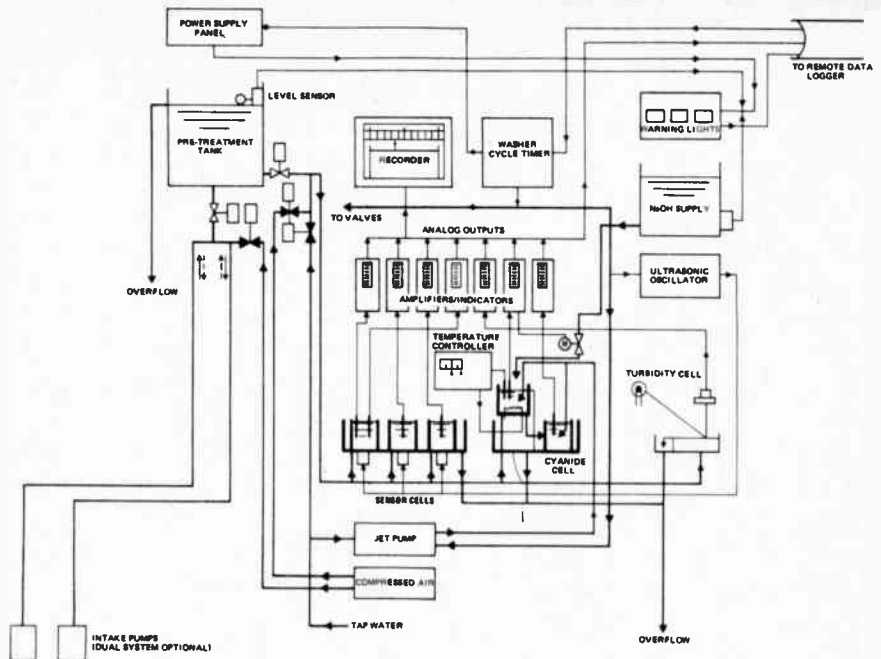 POWER SUPPLY
PANEL
TO REMOTE DATA
LOGGER
LEVEL SENSOR
PRE-TREATMENT
TANK
RECORDER
WASHER
CYCLE TIMER
WARNING LIGHTS
NaOH SUPPLY
TO VALVES
ANALOG OUTPUTS
OVERFLOW
AMPLIFIERS/INDICATORS
ULTRASONIC
OSCILLATOR
TEMPERATURE
CONTROLLER
TURBIDITY CELL
CYANIDE
CELL
SENSOR CELLS
JET PUMP
COMPRESSED AIR
TAP WATER
INTAKE PUMPS
(DUAL SYSTEM OPTIONAL)
OVERFLOW